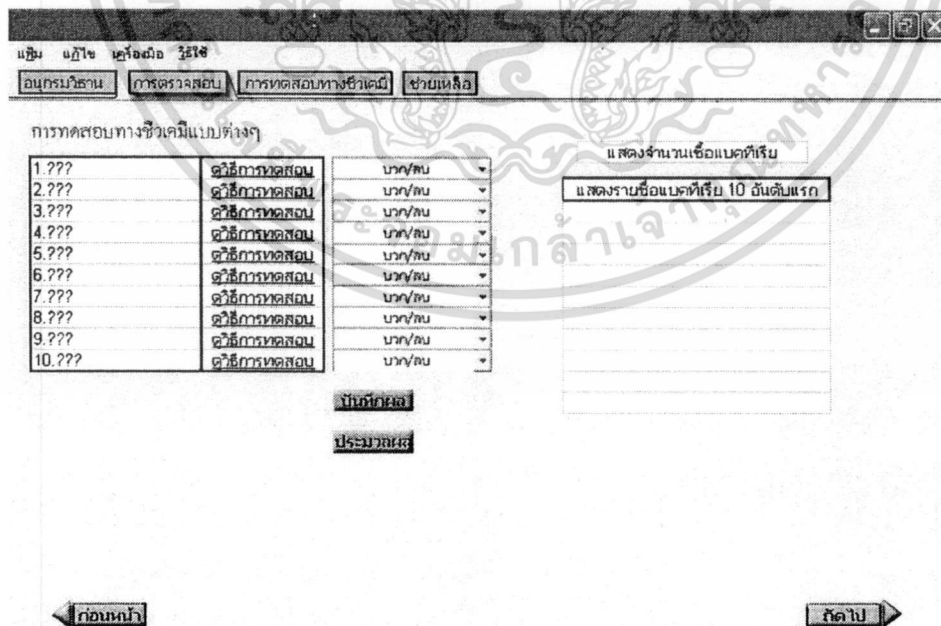 แฟ้ม แก้ไข เครื่องมือ วิธีใช้
อนุกรมวิธาน การตรวจสอบ การทดสอบทางชีวเคมี ช่วยเหลือ
การทดสอบทางชีวเคมีแบบต่างๆ
แสดงจำนวนเชื้อแบคทีเรีย
แสดงรายชื่อแบคทีเรีย 10 อันดับแรก
1.??? ดูวิธีการทดสอบ บวก/ลบ
2.??? ดูวิธีการทดสอบ บวก/ลบ
3.??? ดูวิธีการทดสอบ บวก/ลบ
4.??? ดูวิธีการทดสอบ บวก/ลบ
5.??? ดูวิธีการทดสอบ บวก/ลบ
6.??? ดูวิธีการทดสอบ บวก/ลบ
7.??? ดูวิธีการทดสอบ บวก/ลบ
8.??? ดูวิธีการทดสอบ บวก/ลบ
9.??? ดูวิธีการทดสอบ บวก/ลบ
10.??? ดูวิธีการทดสอบ บวก/ลบ
บันทึกผล
ประมวลผล
ก่อนหน้า ถัดไป